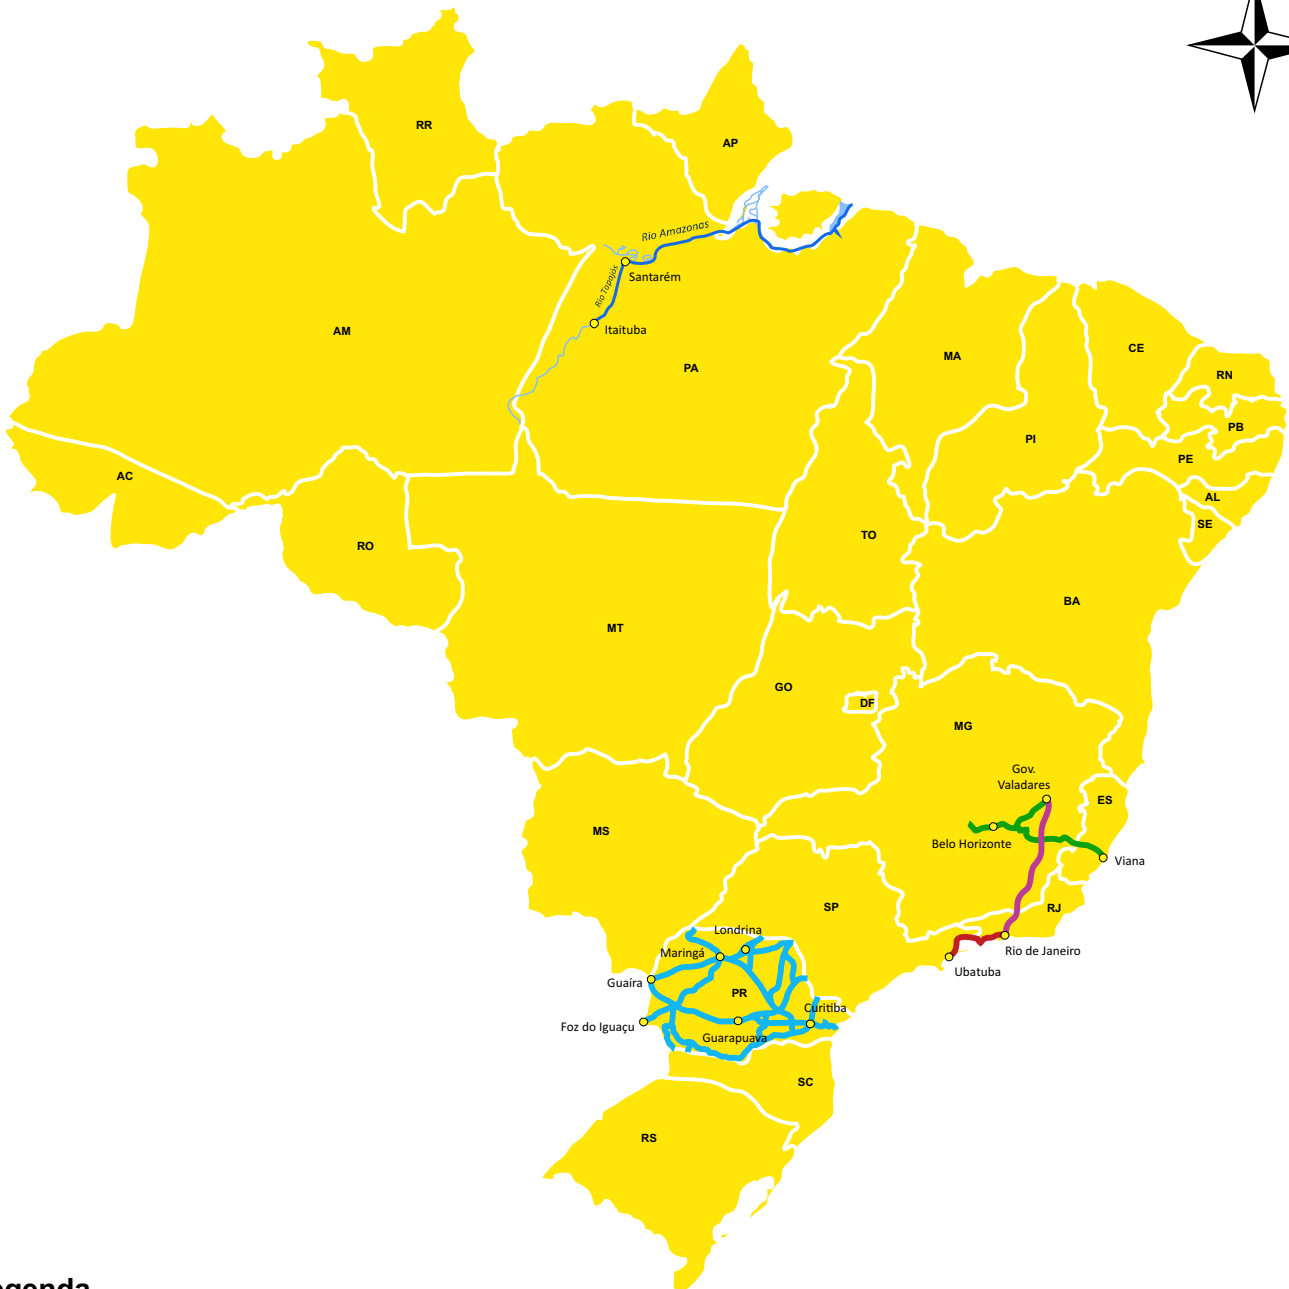 RR
AP
Rio Amazonas
Santarém
Rio Tapajós
Itaituba
AM
PA
MA
CE
RN
PB
PI
PE
AL
SE
AC
RO
TO
BA
MT
GO
DF
MG
Gov.
Valadares
ES
MS
Belo Horizonte
Viana
SP
RJ
Londrina
Maringá
Rio de Janeiro
Ubatuba
Guaíra
PR
Curitiba
Foz do Iguaçu
Guarapuava
SC
RS
egenda